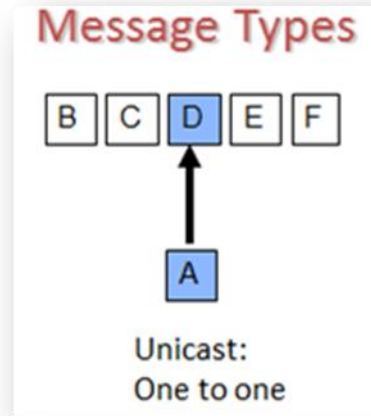 Message Types
B C D E F
A
Unicast:
One to one